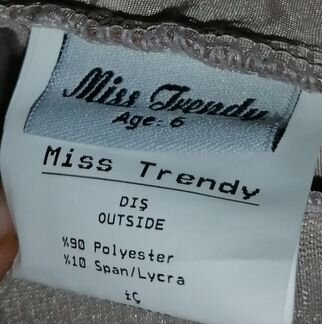 Miss Trendy
Age: 6
Miss Trendy
DIŞ
OUTSIDE
%90 Polyester
%10 Span/Lycra
İÇ